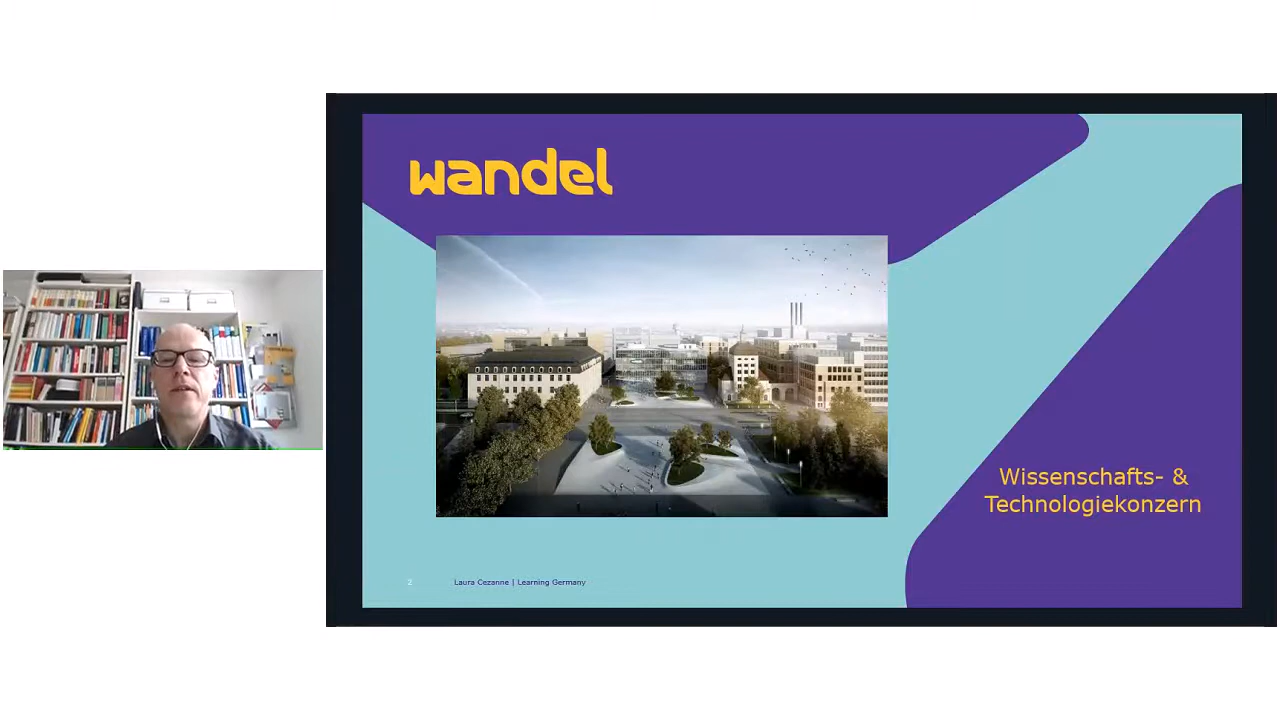 wandel
Wissenschafts- &
Technologiekonzern
2
Laura Cezanne | Learning Germany